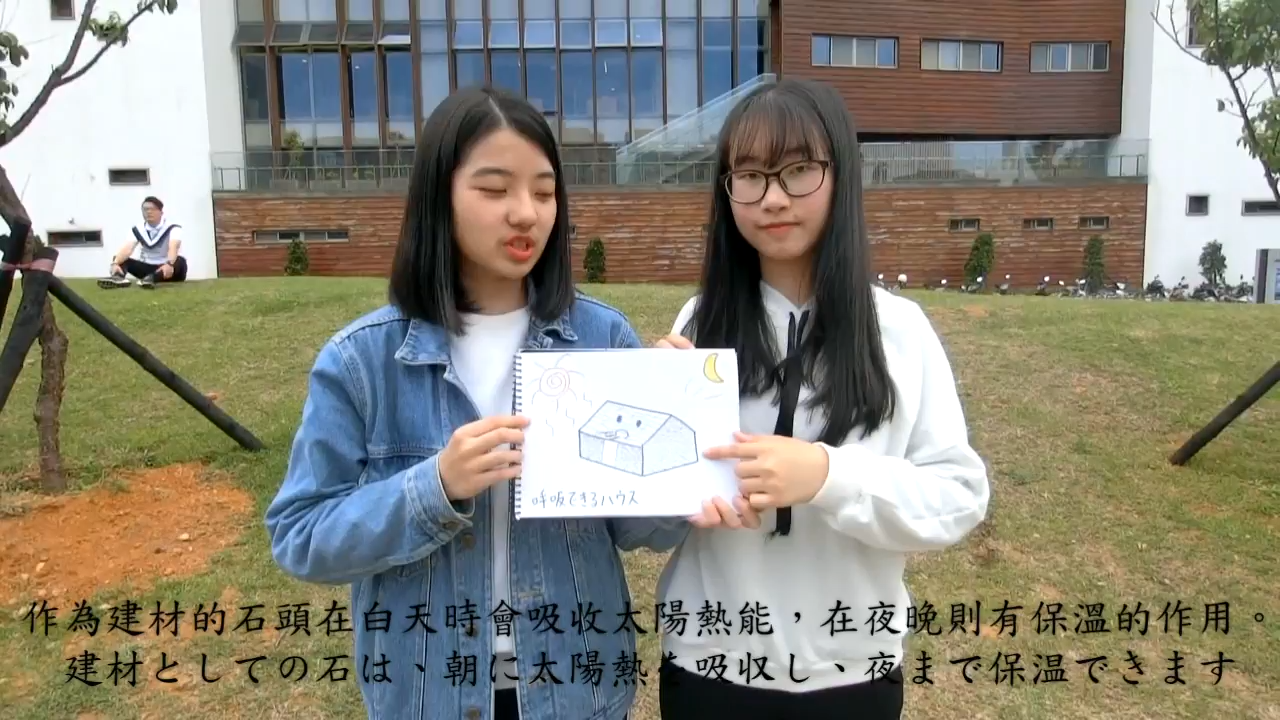 呼吸できるハウス
作為建材的石頭在白天時會吸收太陽熱能，在夜晚則有保溫的作用。
建材としての石は、朝に太陽熱を吸収し、夜まで保温できます